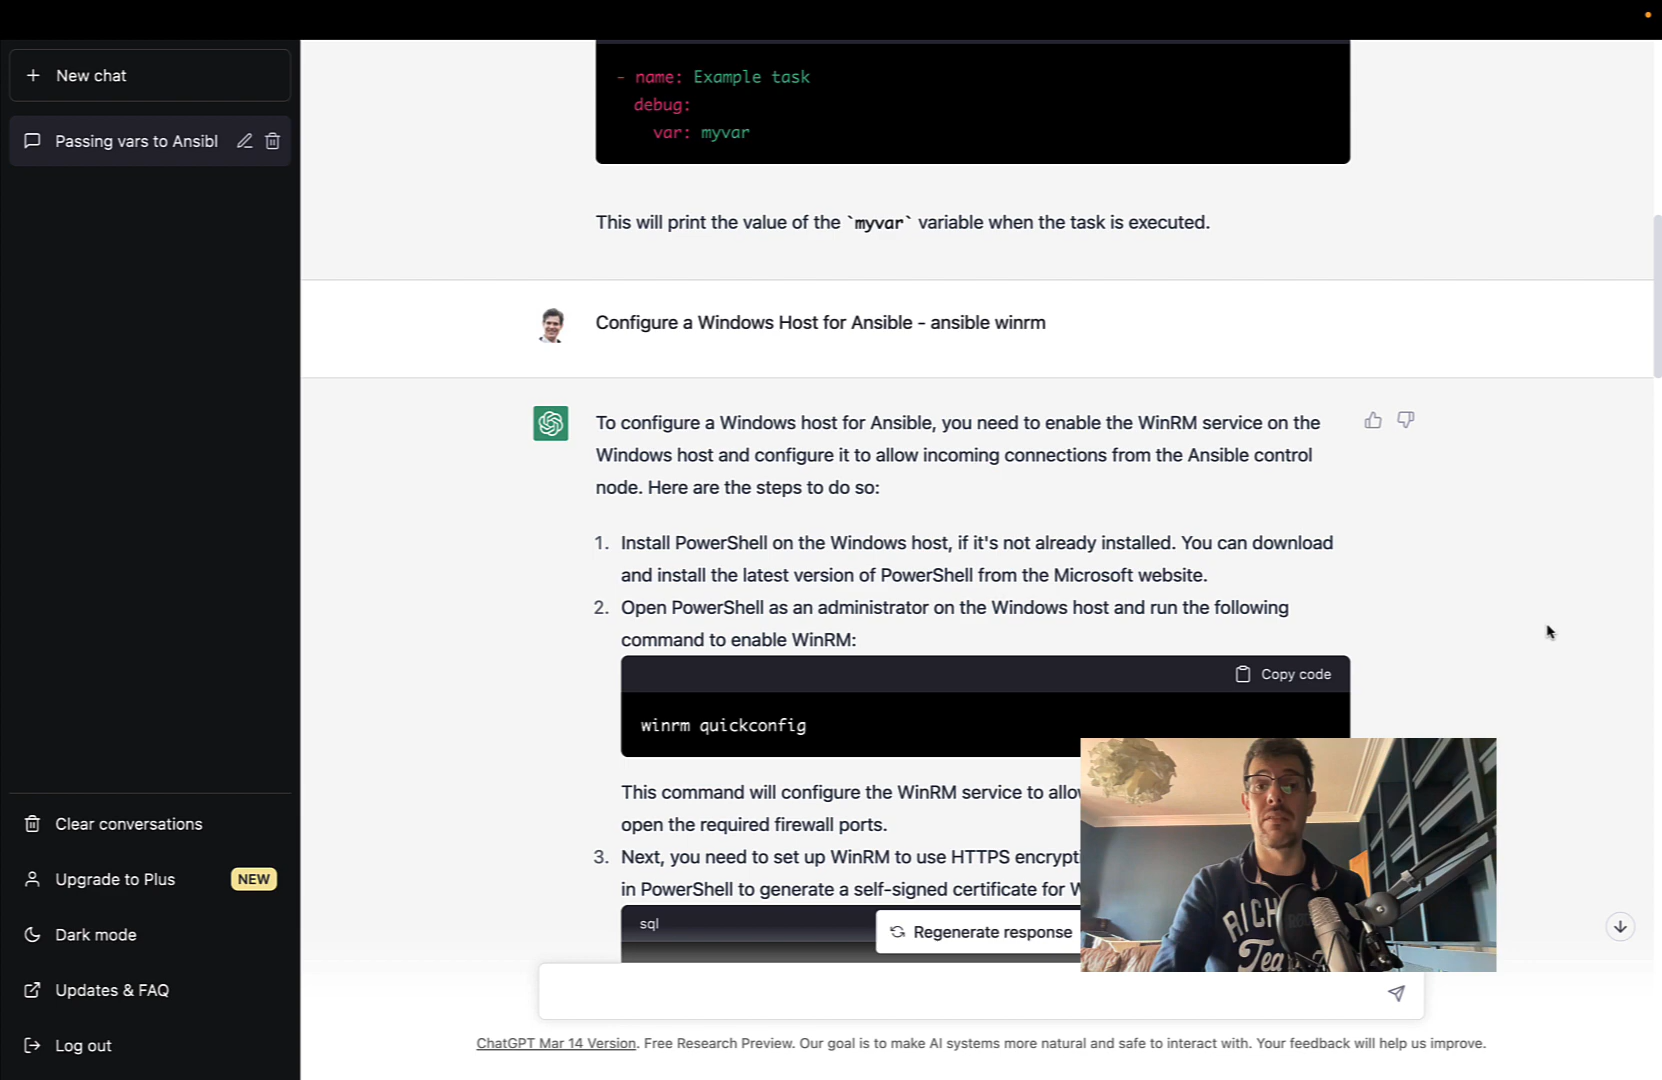 New chat
Passing vars to Ansibl
- name: Example task
debug:
var: myvar
This will print the value of the `myvar` variable when the task is executed.
Configure a Windows Host for Ansible - ansible winrm
To configure a Windows host for Ansible, you need to enable the WinRM service on the
Windows host and configure it to allow incoming connections from the Ansible control
node. Here are the steps to do so:
1. Install PowerShell on the Windows host, if it's not already installed. You can download
and install the latest version of PowerShell from the Microsoft website.
2. Open PowerShell as an administrator on the Windows host and run the following
command to enable WinRM:
Copy code
winrm quickconfig
This command will configure the WinRM service to allow
open the required firewall ports.
3. Next, you need to set up WinRM to use HTTPS encrypti
in PowerShell to generate a self-signed certificate for W
sql
Regenerate response
RICH
Tea
Clear conversations
Upgrade to Plus NEW
Dark mode
Updates & FAQ
Log out
ChatGPT Mar 14 Version. Free Research Preview. Our goal is to make AI systems more natural and safe to interact with. Your feedback will help us improve.